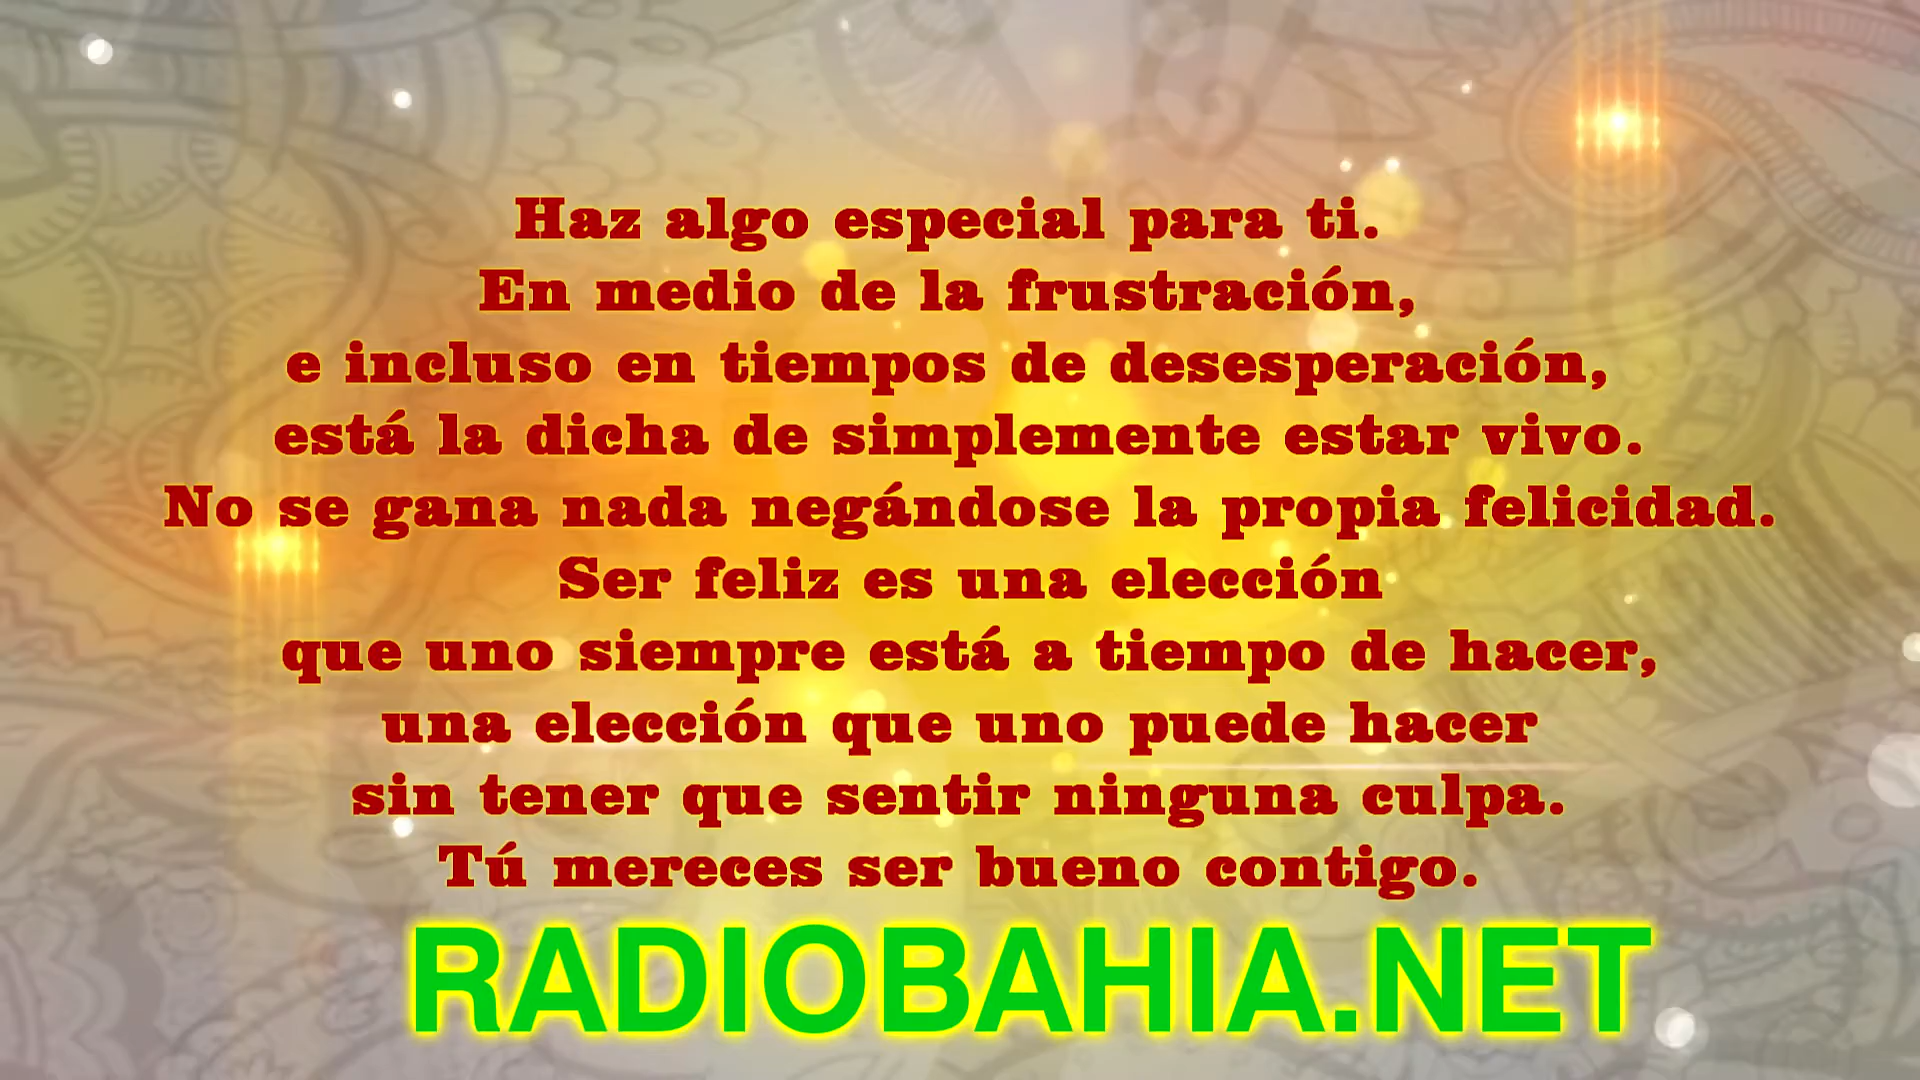 Haz algo especial para ti.
En medio de la frustración,
e incluso en tiempos de desesperación,
está la dicha de simplemente estar vivo.
No se gana nada negándose la propia felicidad.
Ser feliz es una elección
que uno siempre está a tiempo de hacer,
una elección que uno puede hacer
sin tener que sentir ninguna culpa.
Tú mereces ser bueno contigo.
RADIOBAHIA.NET